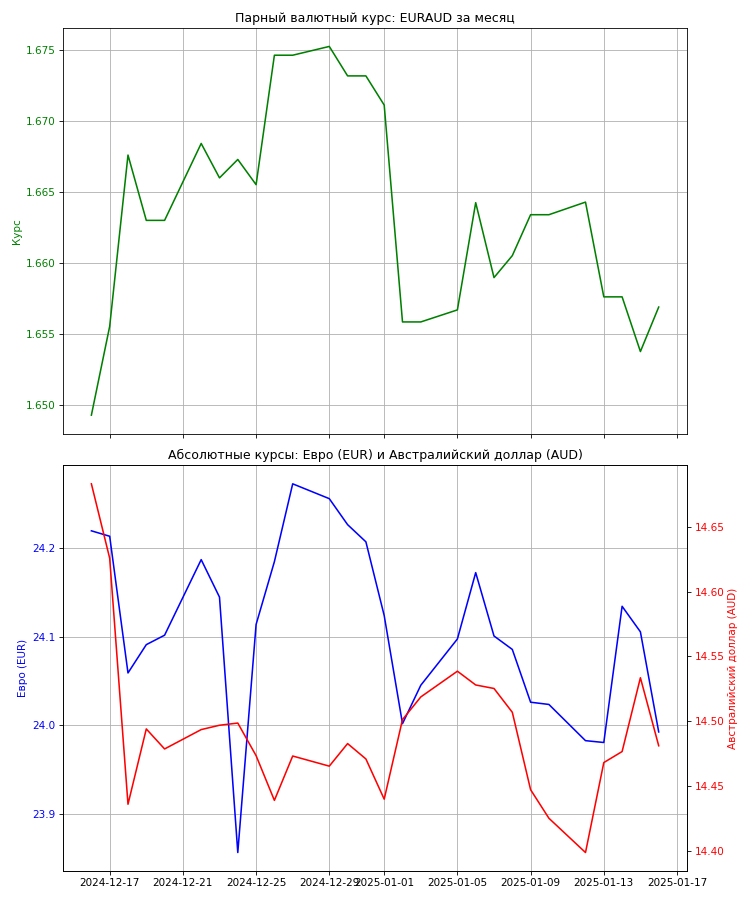 Парный валютный курс: EURAUD за месяц
1.675
1.670
1.665
1.660
1.655
1.650
Курс
Абсолютные курсы: Евро (EUR) и Австралийский доллар (AUD)
24.2
24.1
24.0
23.9
Евро (EUR)
14.65
14.60
14.55
14.50
14.45
14.40
Австралийский доллар (AUD)
2024-12-17 2024-12-21 2024-12-25 2024-12-29 2025-01-01 2025-01-05 2025-01-09 2025-01-13 2025-01-17